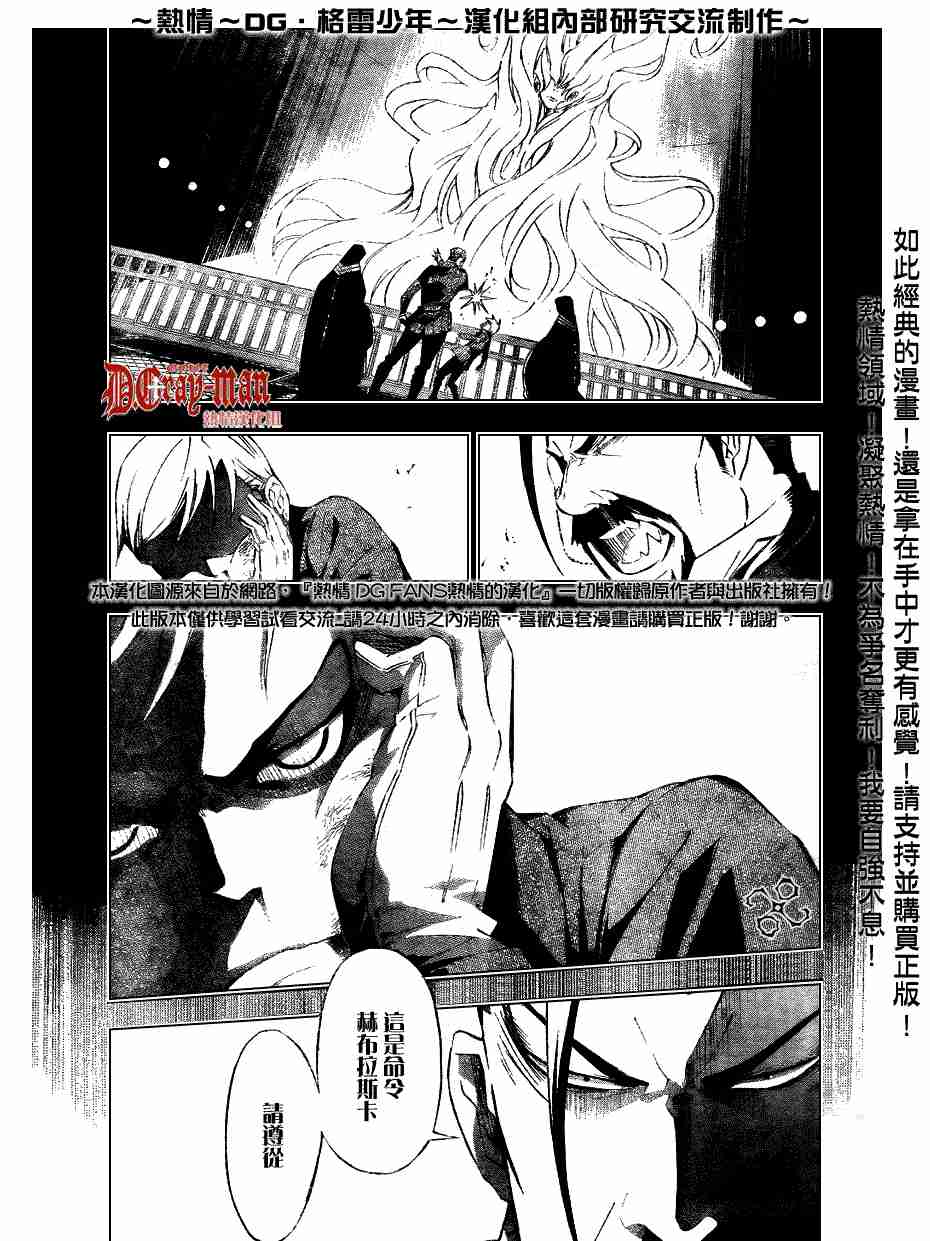 ～熱情～DG．格雷少年～漢化組內部研究交流制作～
如此經典的漫畫！還是拿在手中才更有感覺！請支持並購買正版！
熱情領域！凝聚熱情！不為爭名奪利！我要自強不息！
D.Gray-man
熱情漢化組
本漢化圖源來自於網路，『熱情DG FANS熱情的漢化』一切版權歸原作者與出版社擁有！
此版本僅供學習試看交流，請24小時之內消除，喜歡這套漫畫請購買正版！謝謝。
這是命令
赫布拉斯卡
請遵從